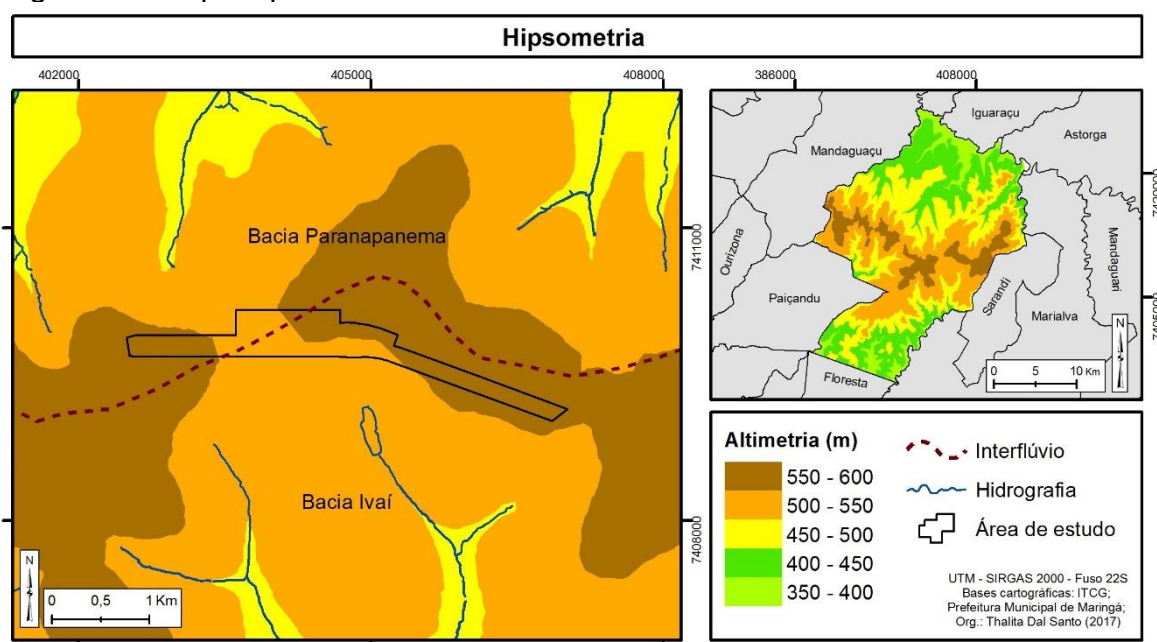 Hipsometria
402000
405000
408000
7411000
7408000
Bacia Paranapanema
Bacia Ivaí
N
0 0,5 1 Km
386000
408000
7420000
7405000
Iguaraçu
Astorga
Mandaguaçu
Ourizona
Mandaguari
Paiçandu
Sarandi
Marialva
Floresta
N
0 5 10 Km
Altimetria (m)
550 - 600
500 - 550
450 - 500
400 - 450
350 - 400
Interflúvio
Hidrografia
Área de estudo
UTM - SIRGAS 2000 - Fuso 22S
Bases cartográficas: ITCG;
Prefeitura Municipal de Maringá;
Org.: Thalita Dal Santo (2017)